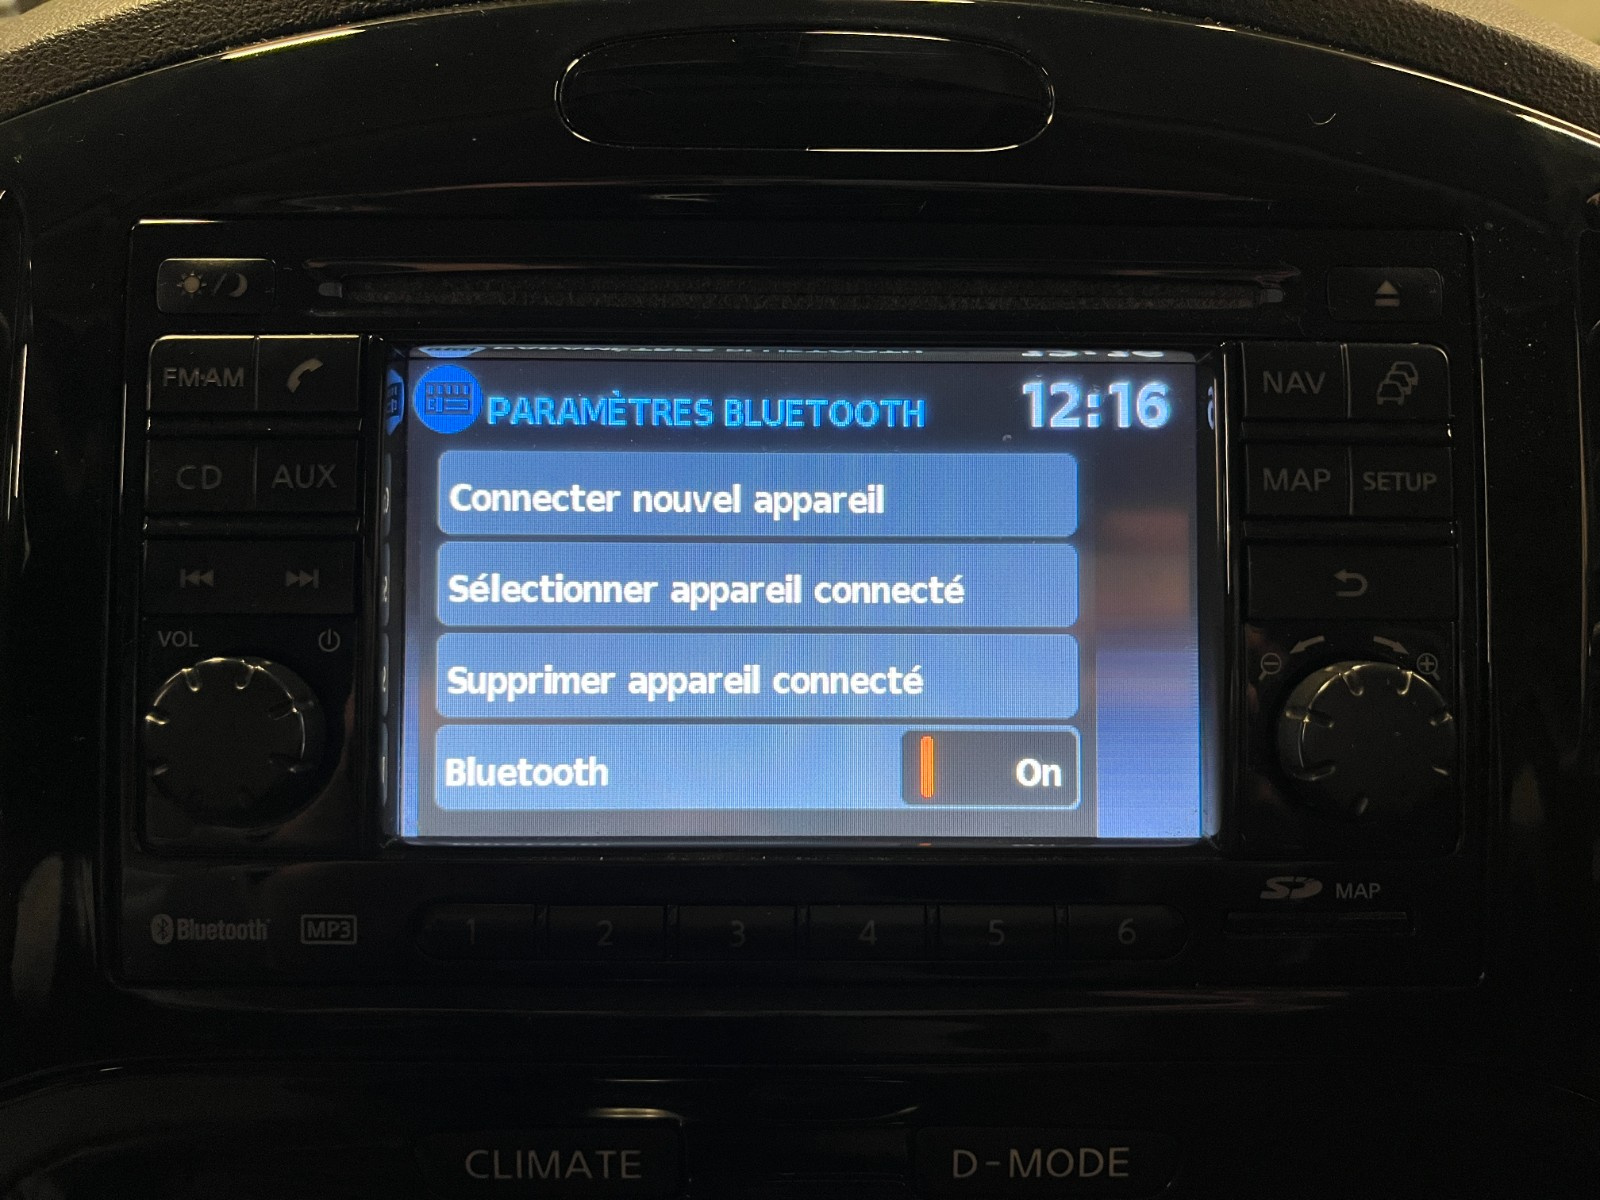 FM·AM
CD
AUX
VOL
PARAMÈTRES BLUETOOTH
12:16
Connecter nouvel appareil
Sélectionner appareil connecté
Supprimer appareil connecté
Bluetooth
On
NAV
MAP
SETUP
SD MAP
Bluetooth
MP3
1
2
3
4
5
6
CLIMATE
D-MODE